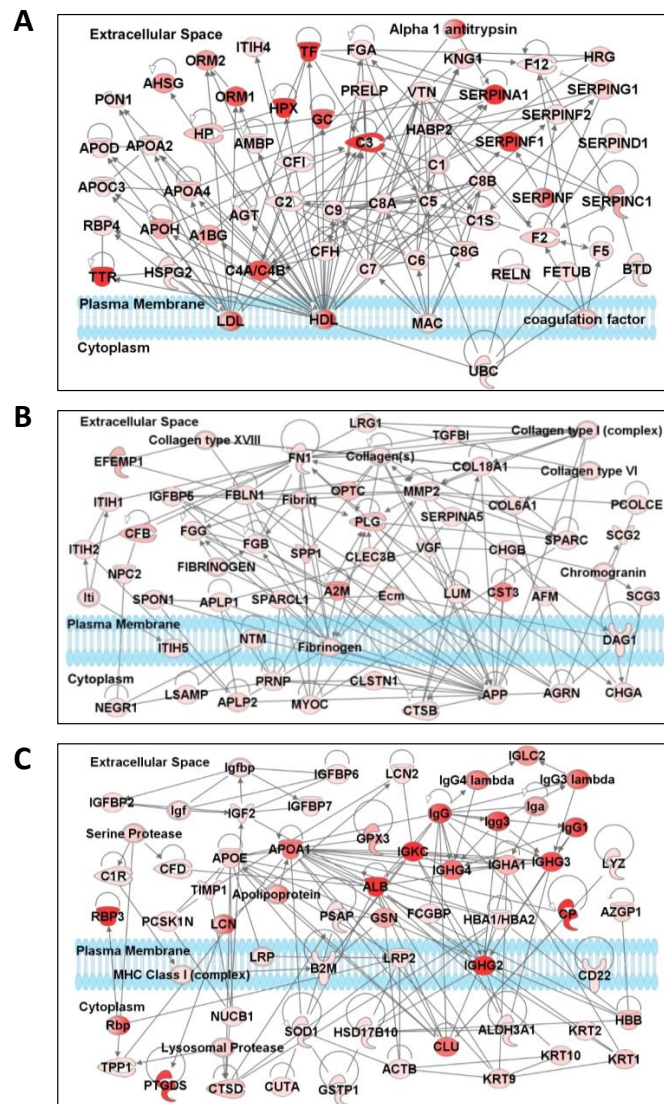 A
Extracellular Space
Alpha 1 antitrypsin
ORM2
ITIH4
TF
FGA
KNG1
F12
HRG
AHSG
PON1
ORM1
HPX
PRELP
VTN
SERPINA1
SERPING1
GC
HABP2
SERPINF2
APOD
APOA2
HP
AMBP
C3
SERPINF1
SERPIND1
CFI
C1
APOC3
APOA4
C2
C9
C8A
C5
C8B
SERPINF
SERPINC1
RBP4
APOH
A1BG
AGT
C1S
F2
CFH
C8G
F5
TTR
HSPG2
C4A/C4B*
C7
C6
RELN
FETUB
BTD
Plasma Membrane
LDL
HDL
MAC
coagulation factor
Cytoplasm
UBC
B
Extracellular Space
LRG1
Collagen type I (complex)
Collagen type XVIII
TGFBI
EFEMP1
FN1
Collagen(s)
COL18A1
Collagen type VI
ITIH1
IGFBP5
FBLN1
Fibrin
OPTC
MMP2
COL6A1
PCOLCE
CFB
FGG
FGB
PLG
SERPINA5
SPARC
SCG2
ITIH2
NPC2
FIBRINOGEN
SPP1
CLEC3B
VGF
CHGB
Chromogranin
Iti
SPON1
APLP1
SPARCL1
A2M
Ecm
LUM
CST3
AFM
SCG3
Plasma Membrane
ITIH5
NTM
Fibrinogen
DAG1
Cytoplasm
NEGR1
LSAMP
APLP2
PRNP
MYOC
CLSTN1
CTSB
APP
AGRN
CHGA
C
Extracellular Space
Igfbp
IGFBP6
LCN2
IgG4 lambda
IGLC2
IgG3 lambda
IGFBP2
Igf
IGF2
IGFBP7
IgG
Iga
Serine Protease
GPX3
Igg3
IgG1
C1R
CFD
APOE
APOA1
IGKC
IGHG4
IGHA1
IGHG3
LYZ
TIMP1
Apolipoprotein
ALB
RBP3
PCSK1N
LCN
PSAP
GSN
FCGBP
HBA1/HBA2
CP
AZGP1
Plasma Membrane
MHC Class I (complex)
LRP
B2M
LRP2
IGHG2
CD22
Cytoplasm
Rbp
NUCB1
SOD1
HSD17B10
ALDH3A1
KRT2
HBB
TPP1
Lysosomal Protease
CLU
KRT10
KRT1
PTGDS
CTSD
CUTA
GSTP1
ACTB
KRT9